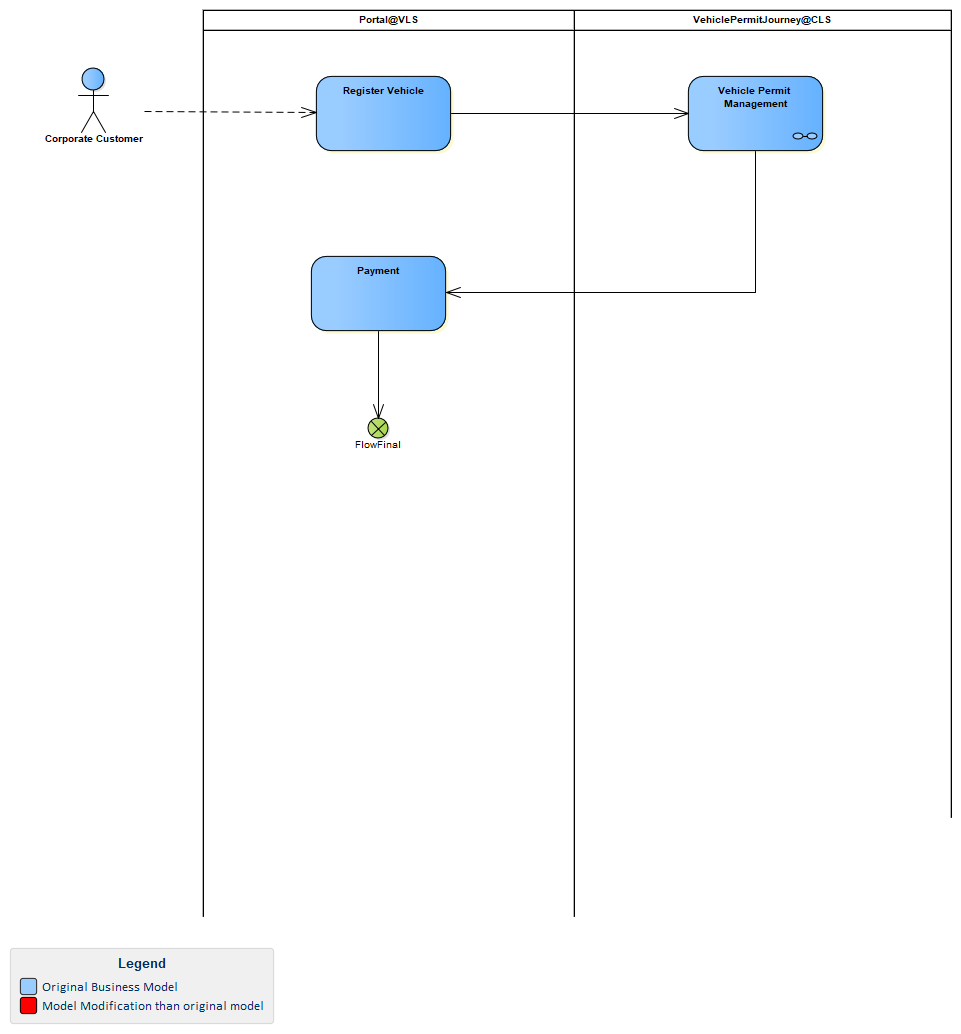 Portal@VLS
VehiclePermitJourney@CLS
Corporate Customer
Register Vehicle
Vehicle Permit
Management
Payment
FlowFinal
Legend
Original Business Model
Model Modification than original model